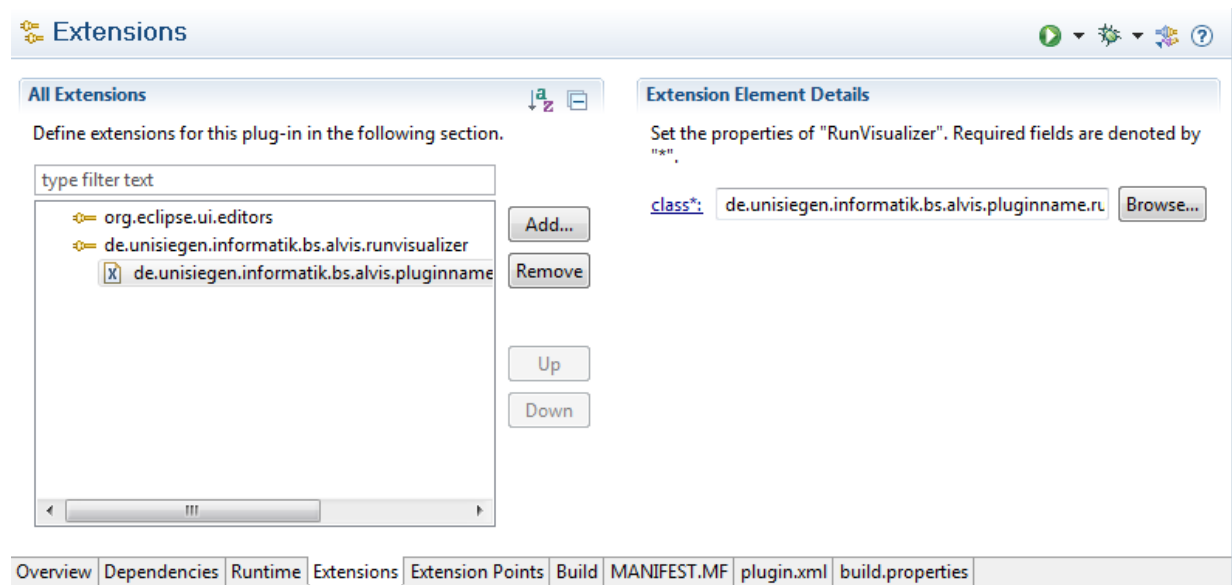 Extensions
All Extensions
Define extensions for this plug-in in the following section.
type filter text
org.eclipse.ui.editors
de.unisiegen.informatik.bs.alvis.runvisualizer
de.unisiegen.informatik.bs.alvis.pluginname
Add...
Remove
Up
Down
Extension Element Details
Set the properties of "RunVisualizer". Required fields are denoted by
"*".
class*: de.unisiegen.informatik.bs.alvis.pluginname.ru Browse...
Overview Dependencies Runtime Extensions Extension Points Build MANIFEST.MF plugin.xml build.properties